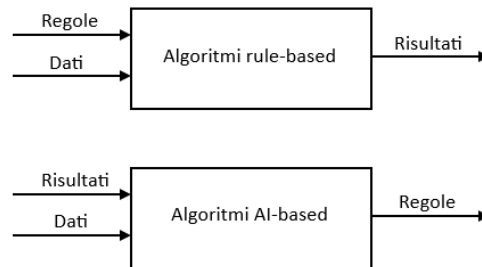 Regole
Dati
Algoritmi rule-based
Risultati
Risultati
Dati
Algoritmi AI-based
Regole